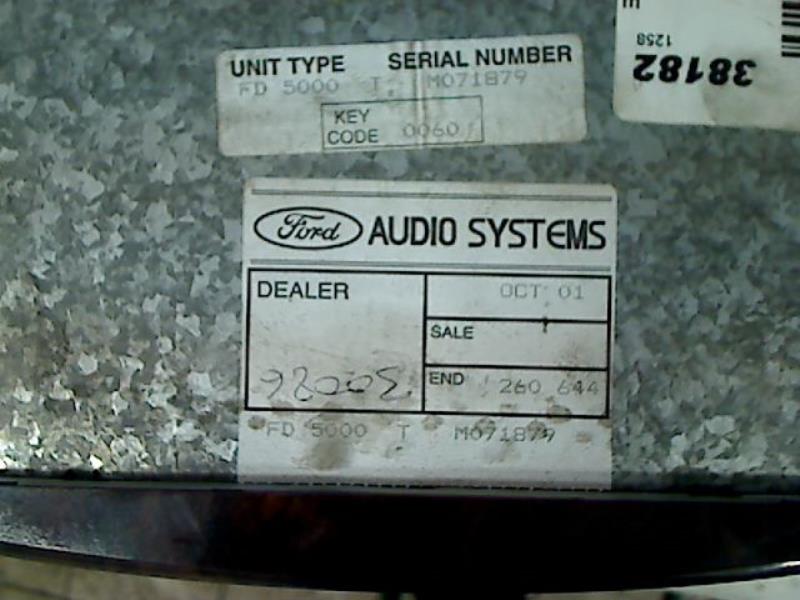 UNIT TYPE SERIAL NUMBER
FD 5000 T M071879
KEY
CODE 0060
1258
38182
Ford AUDIO SYSTEMS
DEALER
OCT 01
SALE
END 260 644
FD 5000 T M071879